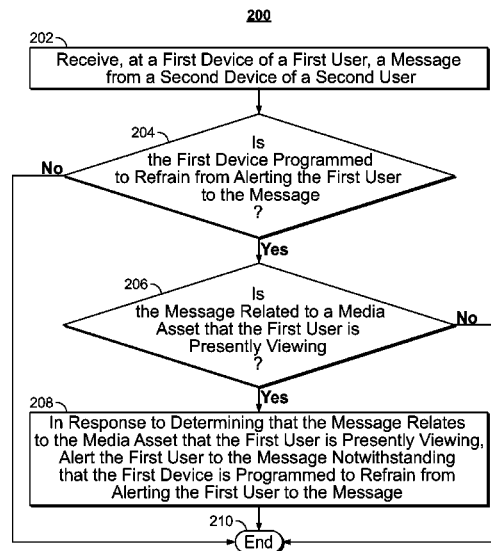 200
202
Receive, at a First Device of a First User, a Message
from a Second Device of a Second User
204
Is
the First Device Programmed
to Refrain from Alerting the First User
to the Message
?
No
Yes
206
Is
the Message Related to a Media
Asset that the First User is
Presently Viewing
?
No
Yes
208
In Response to Determining that the Message Relates
to the Media Asset that the First User is Presently Viewing,
Alert the First User to the Message Notwithstanding
that the First Device is Programmed to Refrain from
Alerting the First User to the Message
210
End